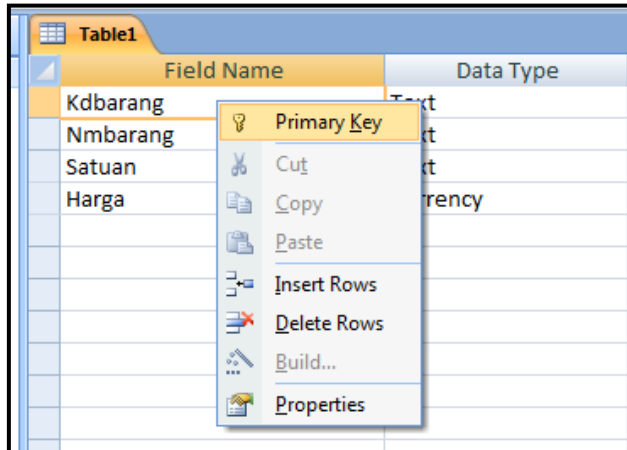 Table1
Field Name Data Type
Kdbarang Text
Nmbarang
Satuan
Harga
Primary Key
Cut
Copy
Paste
Insert Rows
Delete Rows
Build...
Properties